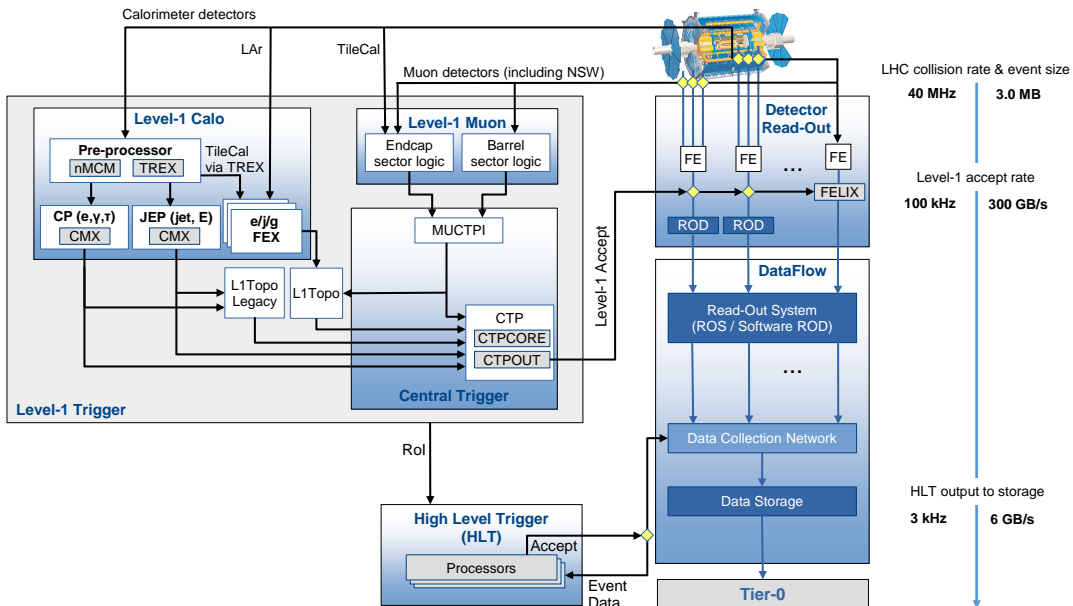 Calorimeter detectors
LAr
TileCal
Muon detectors (including NSW)
LHC collision rate & event size
40 MHz
3.0 MB
Level-1 Calo
Pre-processor
nMCM
TREX
TileCal
via TREX
CP (e,γ,τ)
CMX
JEP (jet, E)
CMX
e/j/g
FEX
Level-1 Muon
Endcap
sector logic
Barrel
sector logic
MUCTPI
L1Topo
Legacy
L1Topo
CTP
CTPCORE
CTPOUT
Central Trigger
Level-1 Trigger
Level-1 Accept
Detector
Read-Out
FE
FE
FE
...
FELIX
ROD
ROD
Level-1 accept rate
100 kHz
300 GB/s
DataFlow
Read-Out System
(ROS / Software ROD)
...
Data Collection Network
Data Storage
RoI
High Level Trigger
(HLT)
Accept
Processors
Event
Data
HLT output to storage
3 kHz
6 GB/s
Tier-0